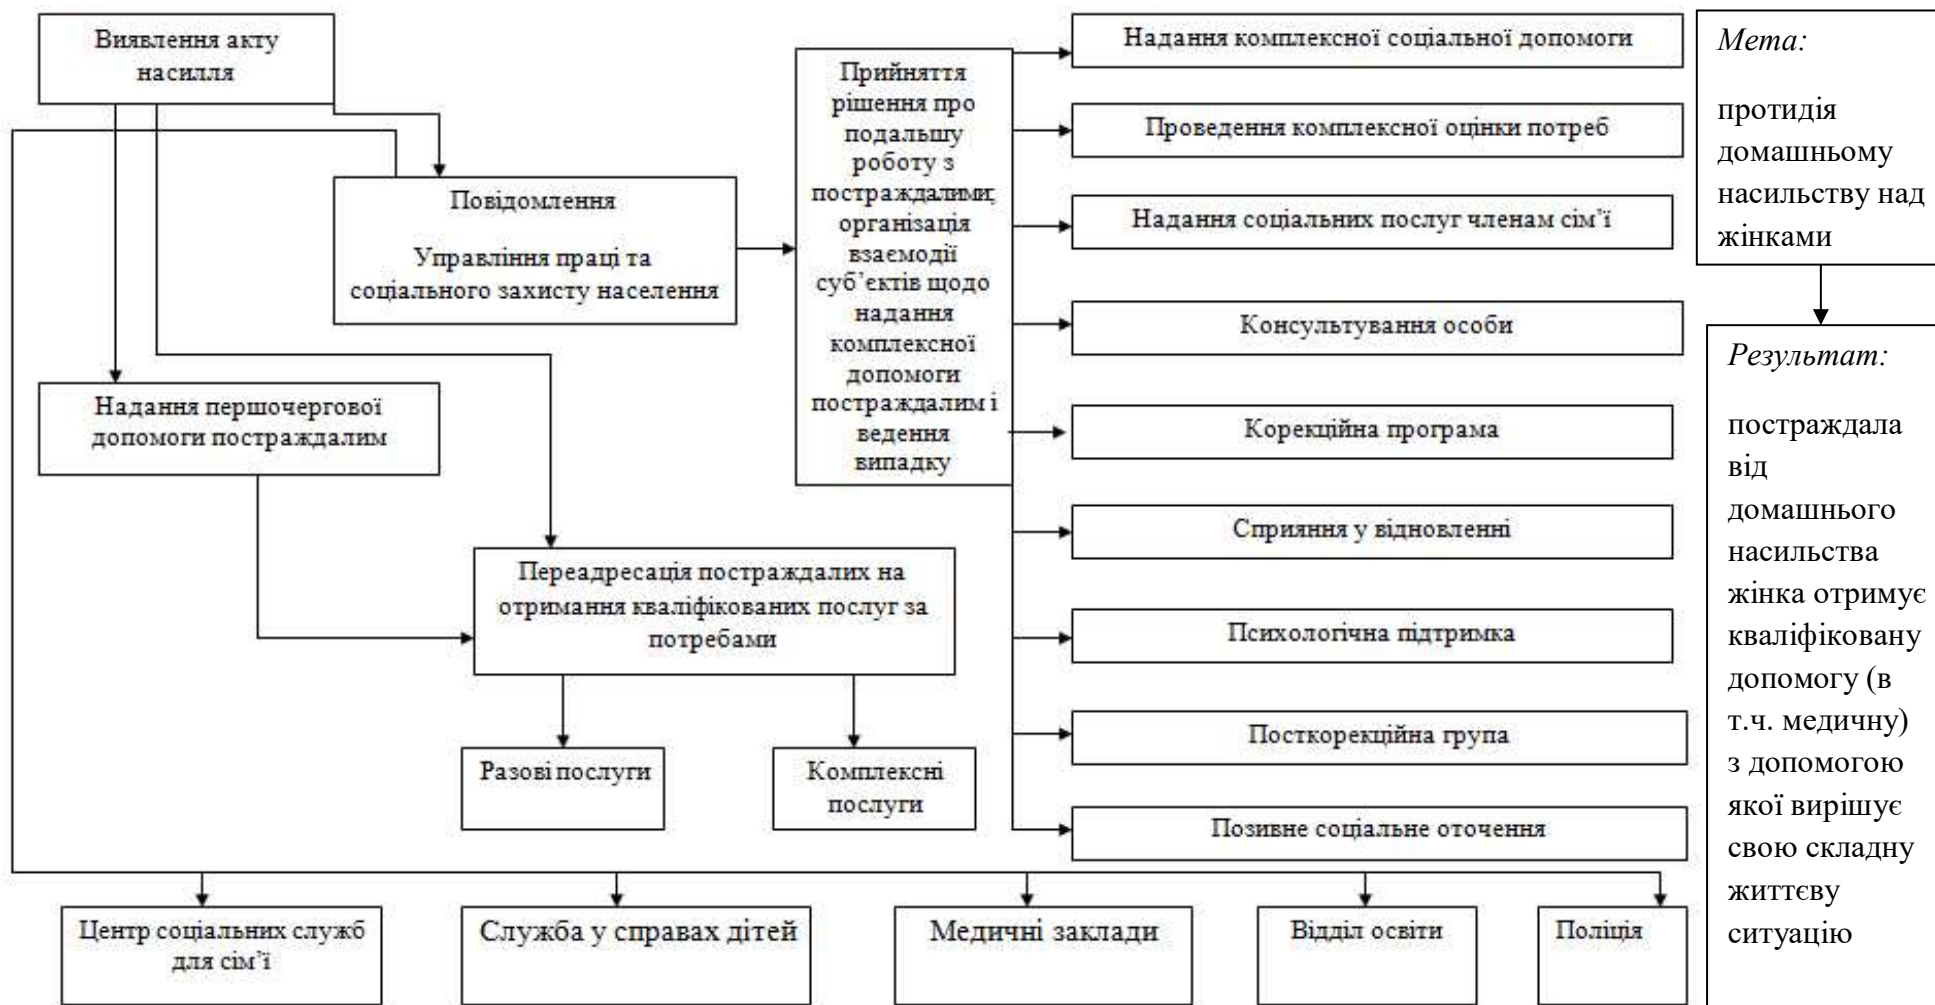 Виявлення акту
насилля
Повідомлення
Управління праці та
соціального захисту населення
Надання першочергової
допомоги постраждалим
Переадресація постраждалих на
отримання кваліфікованих послуг за
потребами
Разові послуги
Комплексні
послуги
Прийняття
рішення про
подальшу
роботу з
постраждалими;
організація
взаємодії
суб’єктів щодо
надання
комплексної
допомоги
постраждалим і
ведення
випадку
Надання комплексної соціальної допомоги
Проведення комплексної оцінки потреб
Надання соціальних послуг членам сім’ї
Консультування особи
Корекційна програма
Сприяння у відновленні
Психологічна підтримка
Посткорекційна група
Позивне соціальне оточення
Центр соціальних служб
для сім’ї
Служба у справах дітей
Медичні заклади
Відділ освіти
Поліція
Мета:
протидія
домашньому
насильству над
жінками
Результат:
постраждала
від
домашнього
насильства
жінка отримує
кваліфіковану
допомогу (в
т.ч. медичну)
з допомогою
якої вирішує
свою складну
життєву
ситуацію